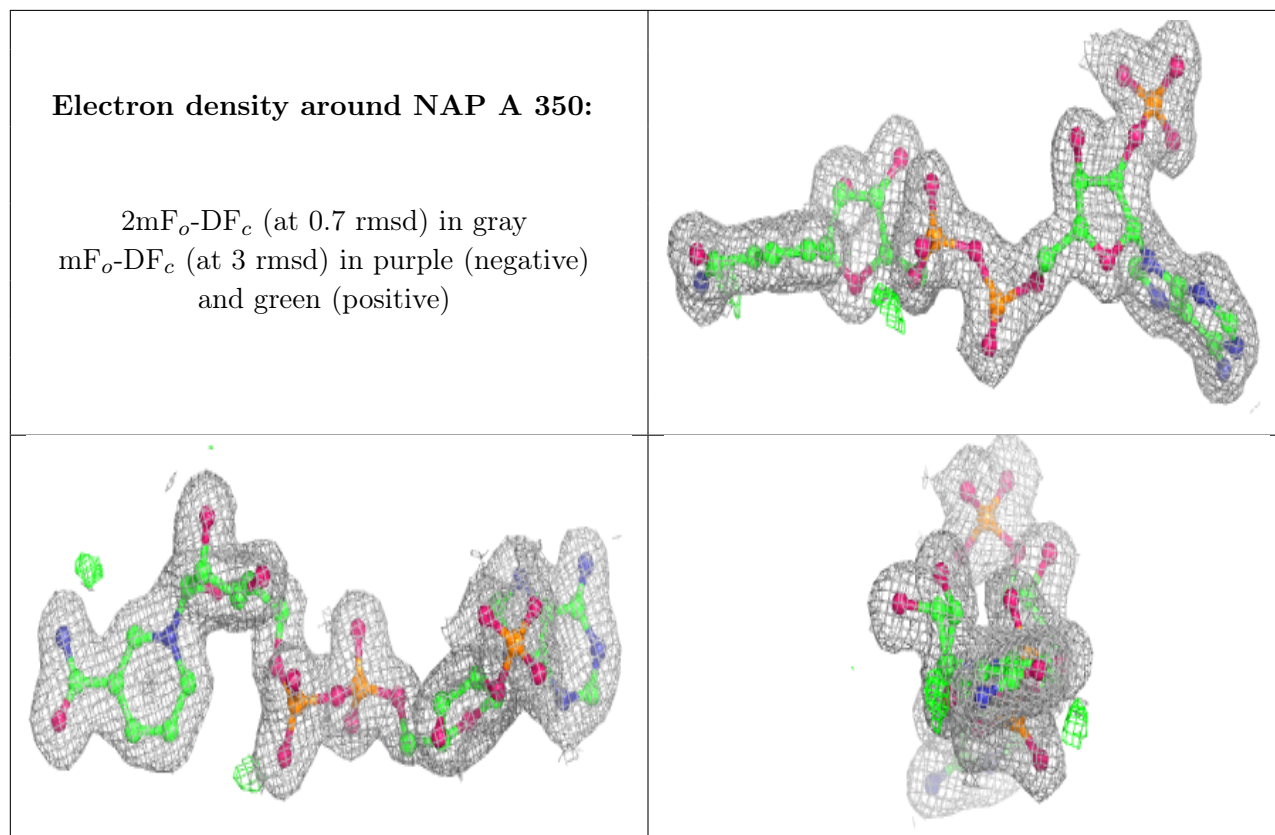 Electron density around NAP A 350:
2mFo-DFc (at 0.7 rmsd) in gray
mFo-DFc (at 3 rmsd) in purple (negative)
and green (positive)